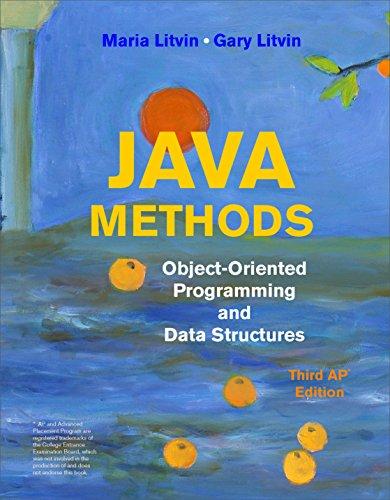 Maria Litvin • Gary Litvin
JAVA
METHODS
Object-Oriented
Programming
and
Data Structures
Third AP*
Edition
* AP and Advanced
Placement Program are
registered trademarks of
the College Entrance
Examination Board, which
was not involved in the
production of and does
not endorse this book.